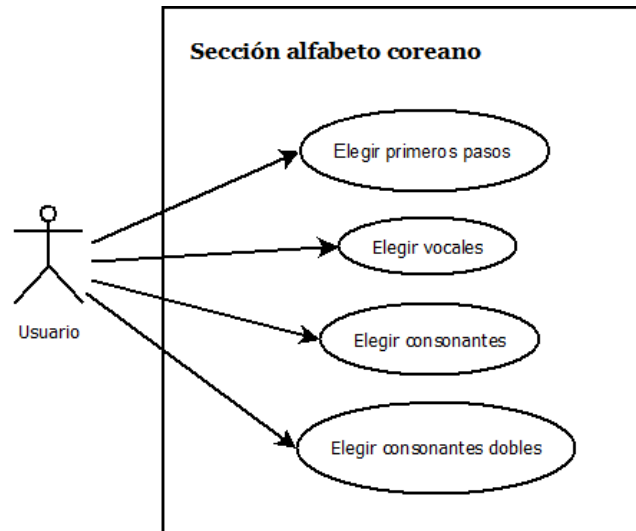 Sección alfabeto coreano
Elegir primeros pasos
Elegir vocales
Usuario
Elegir consonantes
Elegir consonantes dobles